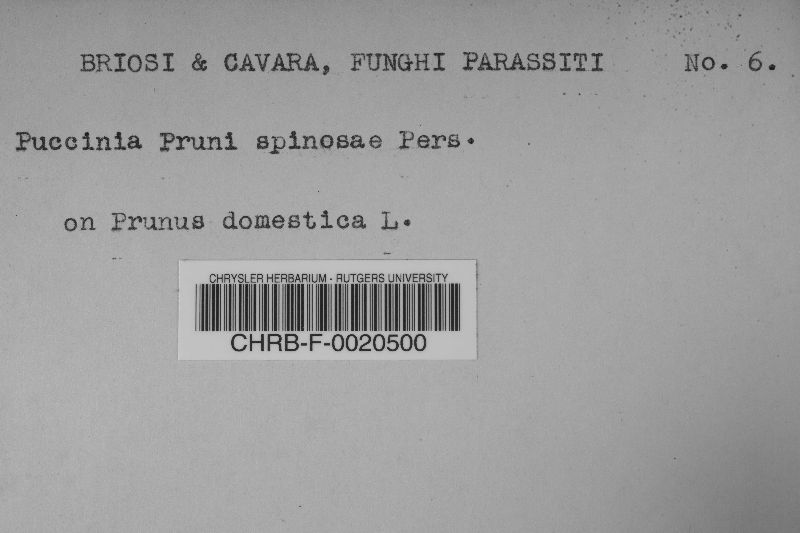 BRIOSI & CAVARA, FUNGHI PARASSITI No. 6.
Puccinia Pruni spinosae Pers.
on Prunus domestica L.
CHRYSLER HERBARIUM - RUTGERS UNIVERSITY
CHRB-F-0020500